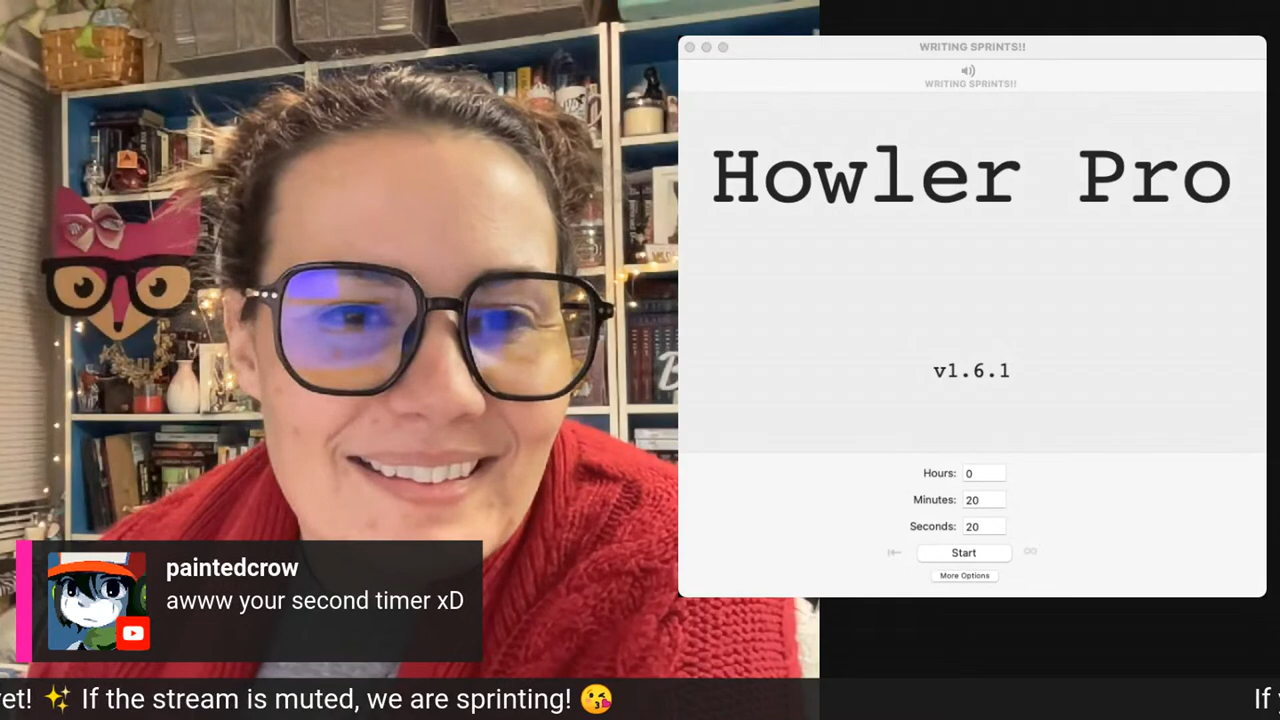 WRITING SPRINTS!!
WRITING SPRINTS!!
Howler Pro
v1.6.1
Hours: 0
Minutes: 20
Seconds: 20
Start
More Options
paintedcrow
awww your second timer xD
et! ✨ If the stream is muted, we are sprinting! 😘
If